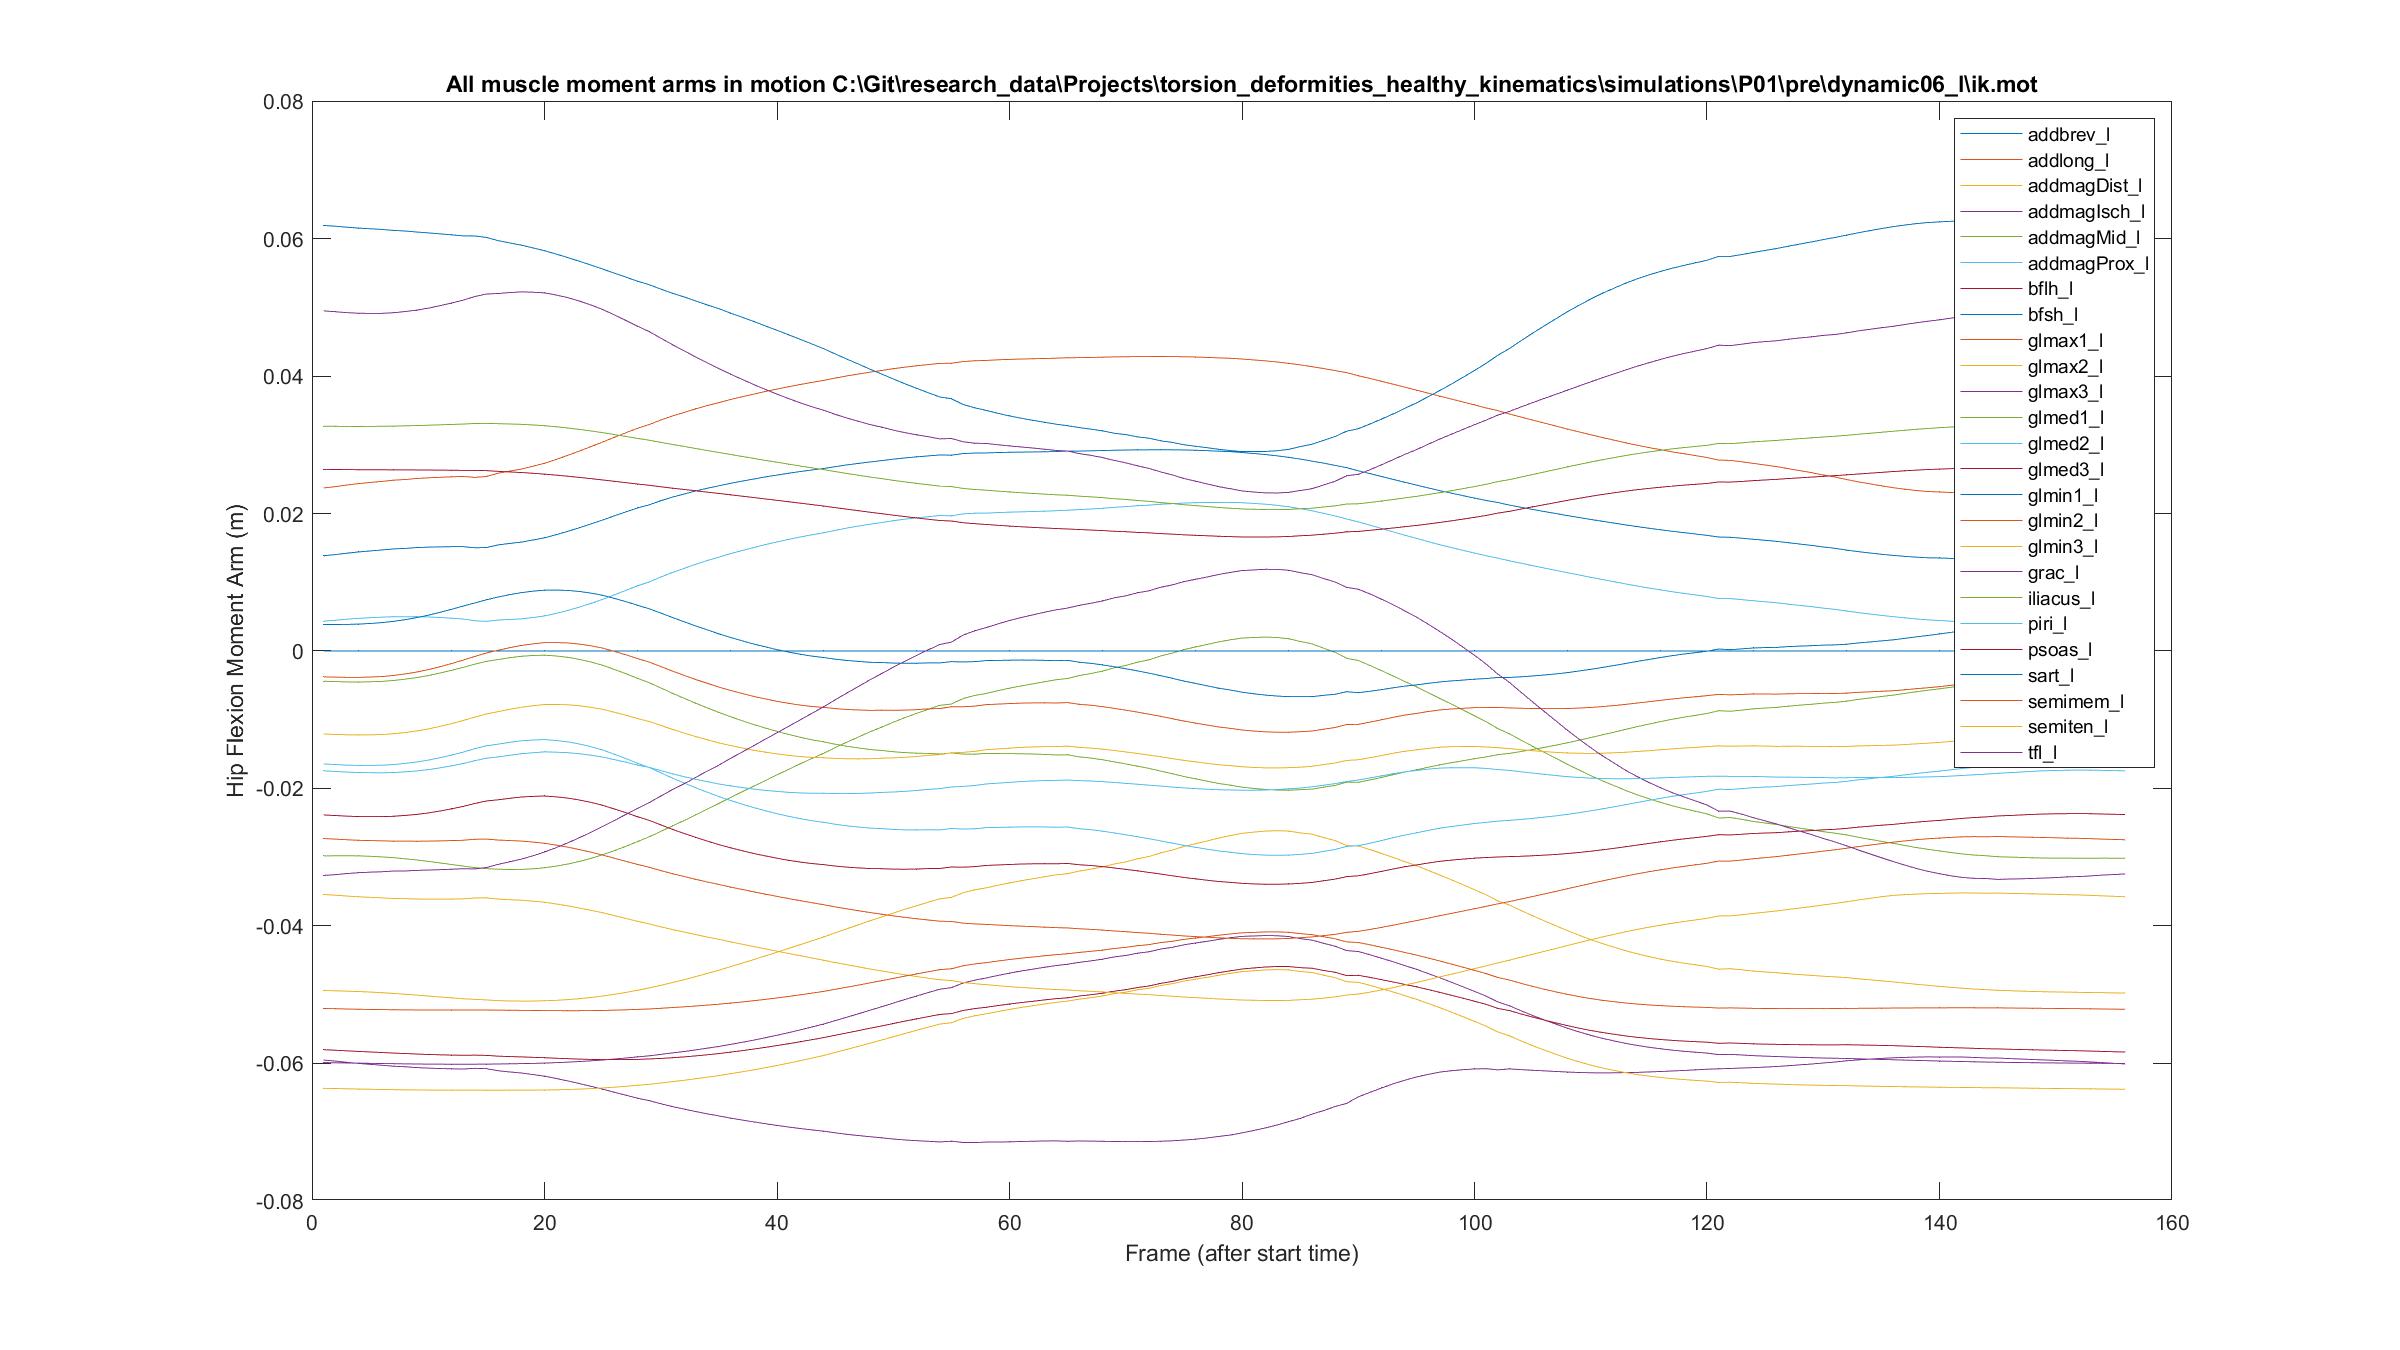 All muscle moment arms in motion C:\Git\research_data\Projects\torsion_deformities_healthy_kinematics\simulations\P01\pre\dynamic06_l\ik.mot
0.08
0.06
0.04
0.02
0
-0.02
-0.04
-0.06
-0.08
Hip Flexion Moment Arm (m)
addbrev_l
addlong_l
addmagDist_l
addmagIsch_l
addmagMid_l
addmagProx_l
bflh_l
bfsh_l
glmax1_l
glmax2_l
glmax3_l
glmed1_l
glmed2_l
glmed3_l
glmin1_l
glmin2_l
glmin3_l
grac_l
iliacus_l
piri_l
psoas_l
sart_l
semimem_l
semiten_l
tfl_l
0 20 40 60 80 100 120 140 160
Frame (after start time)